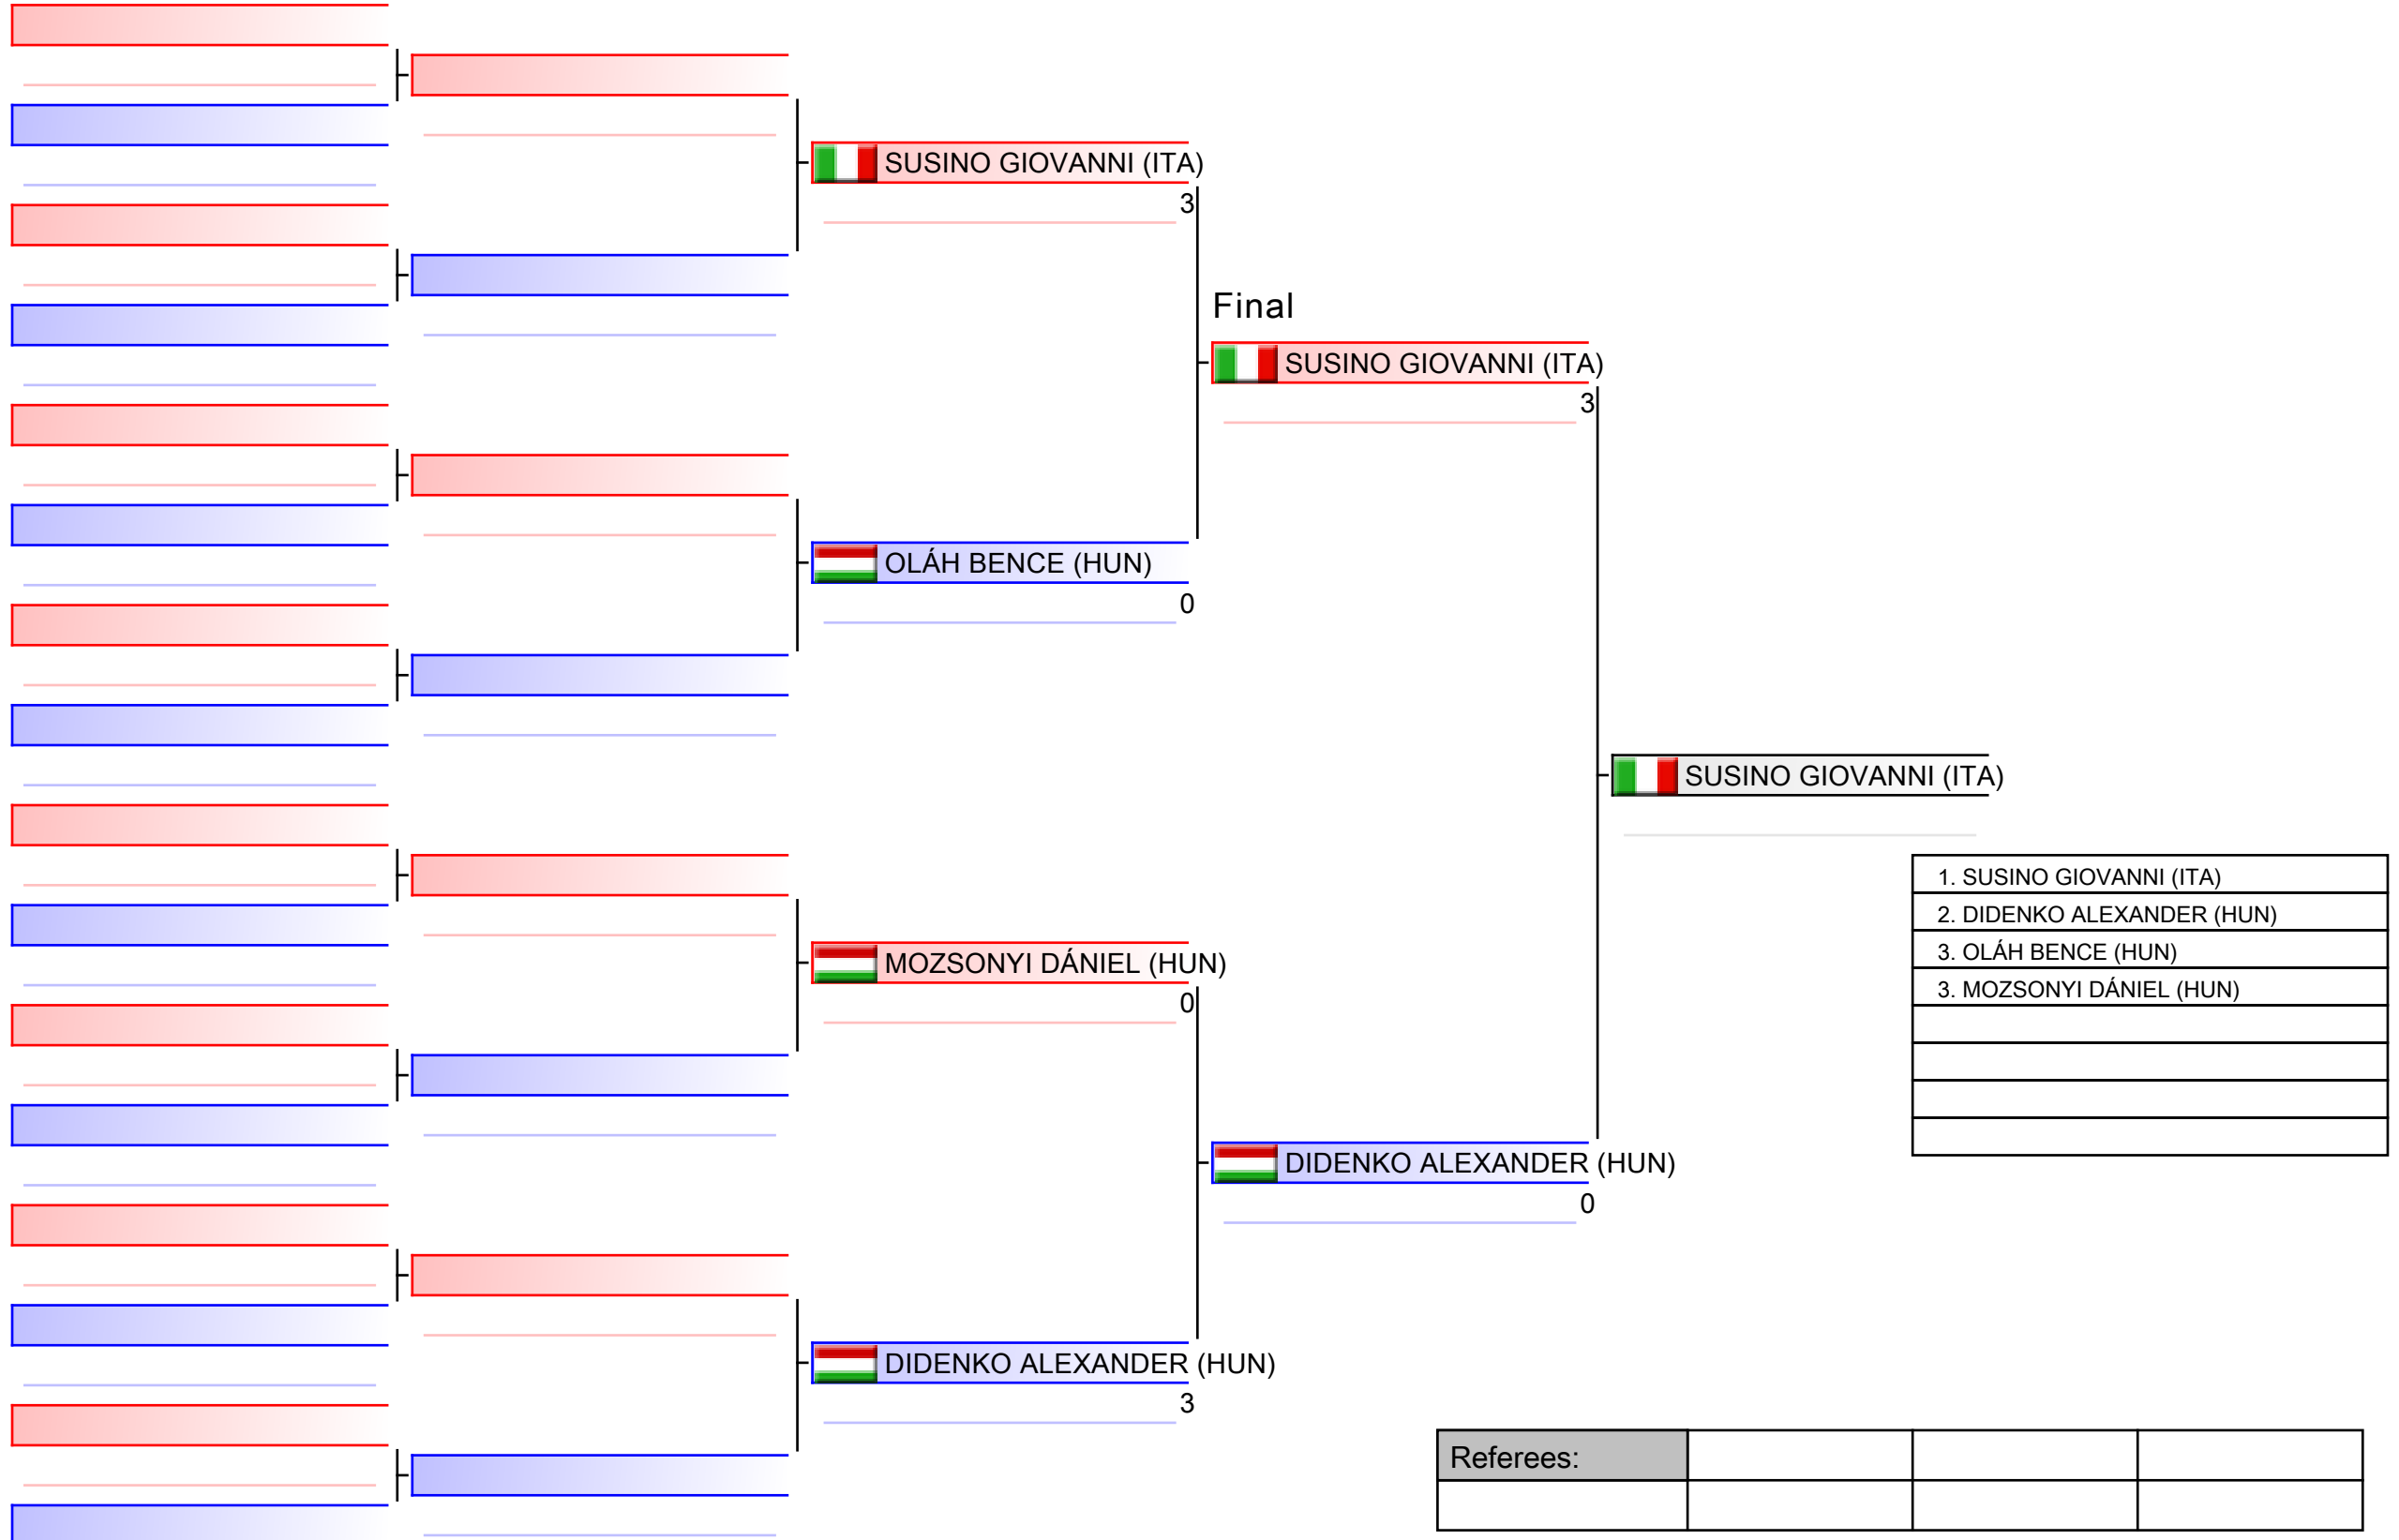 SUSINO GIOVANNI (ITA)
3
Final
SUSINO GIOVANNI (ITA)
3
OLÁH BENCE (HUN)
0
SUSINO GIOVANNI (ITA)
1. SUSINO GIOVANNI (ITA)
2. DIDENKO ALEXANDER (HUN)
3. OLÁH BENCE (HUN)
3. MOZSONYI DÁNIEL (HUN)
MOZSONYI DÁNIEL (HUN)
0
DIDENKO ALEXANDER (HUN)
0
DIDENKO ALEXANDER (HUN)
3
Referees: